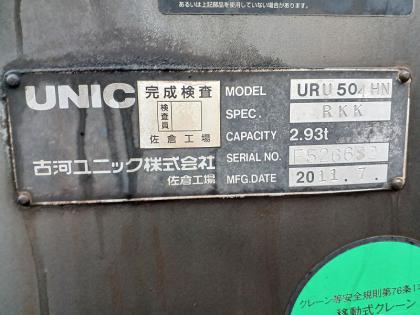 あるいは上記部品を使用していない場合があります。
UNIC
完成検査
検査員
佐倉工場
古河ユニック株式会社
佐倉工場
MODEL URU504HN
SPEC. RKK
CAPACITY 2.93t
SERIAL NO.
MFG.DATE 2011.7.
クレーン等安全規則第76条
移動式クレーン